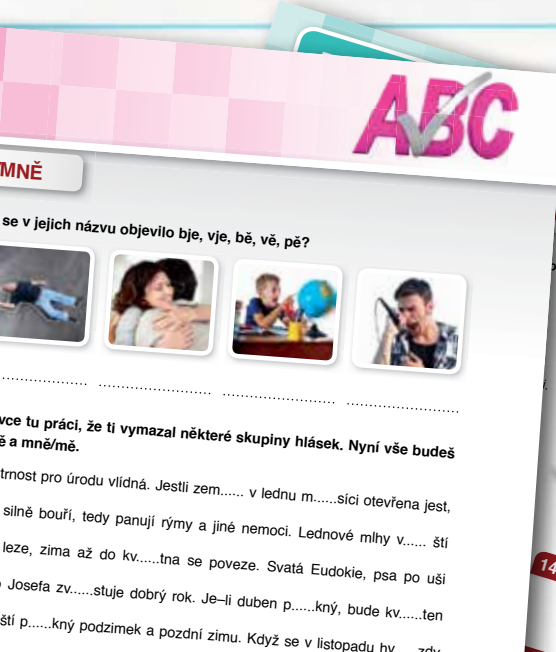 ABC
MNĚ
se v jejich názvu objevilo bje, vje, bě, vě, pě?
.................... .......................... .......................... ..........................
vce tu práci, že ti vymazal některé skupiny hlásek. Nyní vše budeš
ě a mně/mě.
trnost pro úrodu vlídná. Jestli zem...... v lednu m......síci otevřena jest,
silně bouří, tedy panují rýmy a jiné nemoci. Lednové mlhy v...... ští
leze, zima až do kv......tna se poveze. Svatá Eudokie, psa po uši
Josefa zv......stuje dobrý rok. Je–li duben p......kný, bude kv......ten
ští p......kný podzimek a pozdní zimu. Když se v listopadu hv......zdy
14